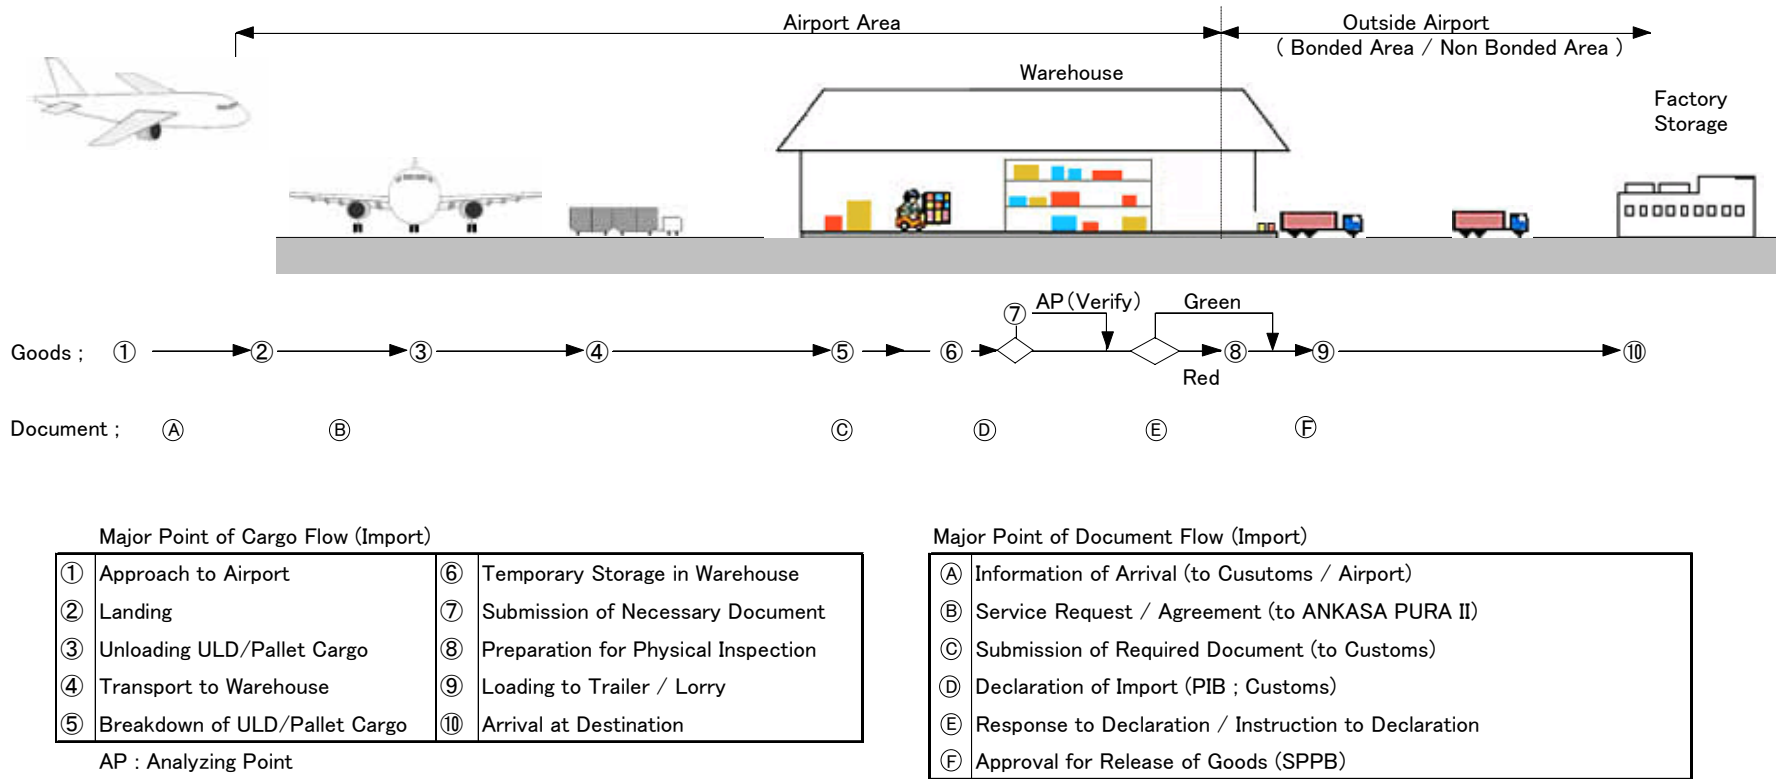 Airport Area
Outside Airport
( Bonded Area / Non Bonded Area )
Warehouse
Factory
Storage
AP(Verify)
Green
⑦
Goods ; ① ② ③ ④ ⑤ ⑥ ⑧ ⑨ ⑩
Red
Document ; Ⓐ Ⓑ Ⓒ Ⓓ Ⓔ Ⓕ
Major Point of Cargo Flow (Import)
① Approach to Airport ⑥ Temporary Storage in Warehouse
② Landing ⑦ Submission of Necessary Document
③ Unloading ULD/Pallet Cargo ⑧ Preparation for Physical Inspection
④ Transport to Warehouse ⑨ Loading to Trailer / Lorry
⑤ Breakdown of ULD/Pallet Cargo ⑩ Arrival at Destination
AP : Analyzing Point
Major Point of Document Flow (Import)
Ⓐ Information of Arrival (to Cusutoms / Airport)
Ⓑ Service Request / Agreement (to ANKASA PURA II)
Ⓒ Submission of Required Document (to Customs)
Ⓓ Declaration of Import (PIB ; Customs)
Ⓔ Response to Declaration / Instruction to Declaration
Ⓕ Approval for Release of Goods (SPPB)